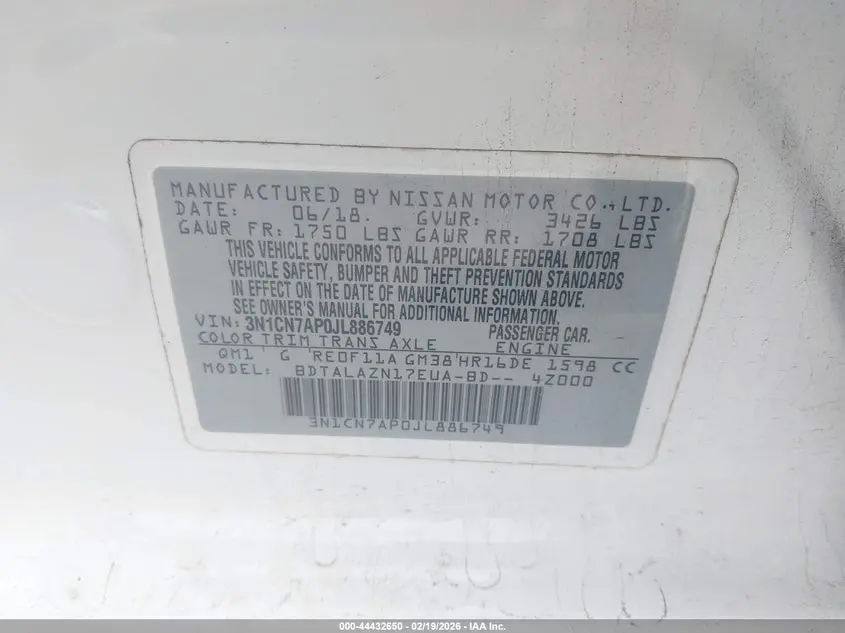 MANUFACTURED BY NISSAN MOTOR CO., LTD.
DATE: 06/18. GVWR: 3426 LBS
GAWR FR: 1750 LBS GAWR RR: 1708 LBS
THIS VEHICLE CONFORMS TO ALL APPLICABLE FEDERAL MOTOR
VEHICLE SAFETY, BUMPER AND THEFT PREVENTION STANDARDS
IN EFFECT ON THE DATE OF MANUFACTURE SHOWN ABOVE.
SEE OWNER'S MANUAL FOR ADDITIONAL INFORMATION.
VIN: 3N1CN7AP0JL886749 PASSENGER CAR.
COLOR TRIM TRANS AXLE ENGINE
QM1 G RE0F11A GM38 HR16DE 1598 CC
MODEL: BDTALAZN17EUA-BD-- 4Z000
3N1CN7AP0JL886749
000-44432650 - 02/19/2026 - IAA Inc.